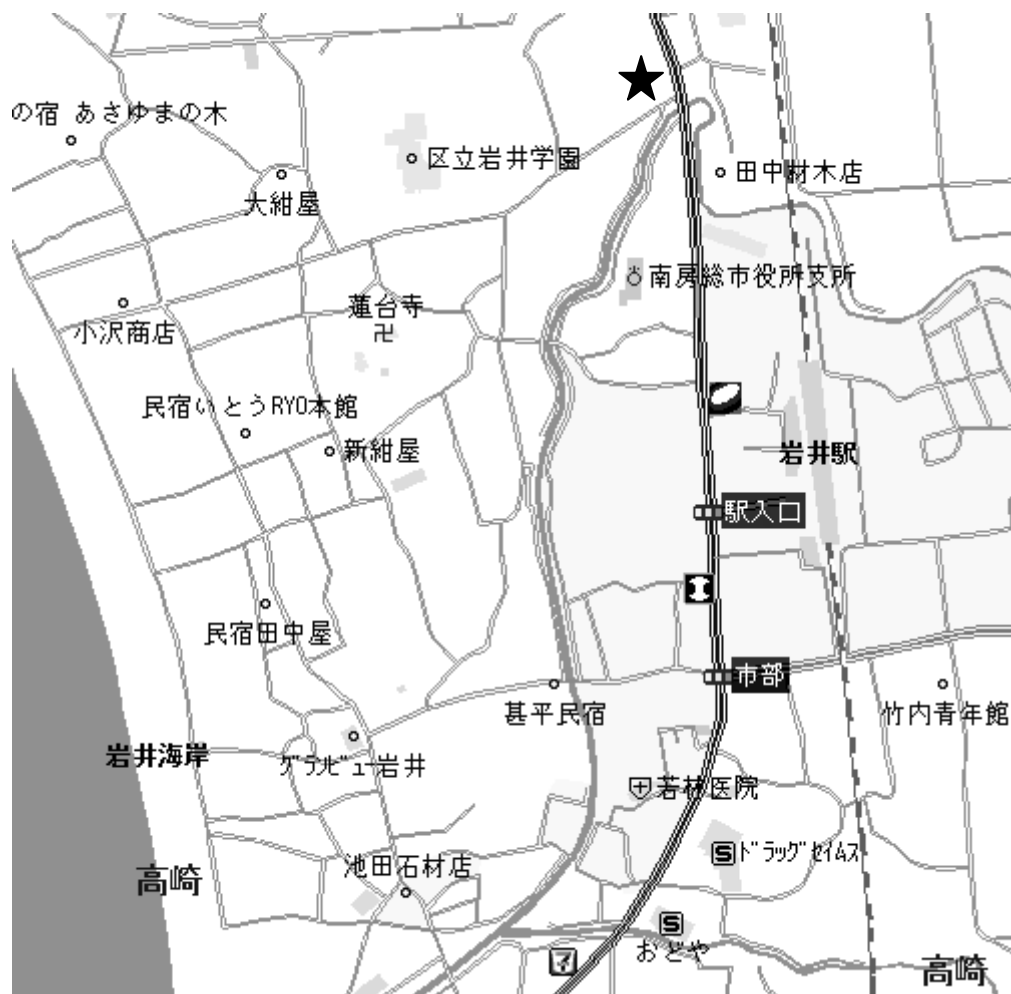 の宿 あさゆまの木
区立岩井学園
田中材木店
大紺屋
南房総市役所支所
蓮台寺
小沢商店
民宿いとうRYO本館
新紺屋
岩井駅
駅入口
民宿田中屋
市部
甚平民宿
竹内青年館
岩井海岸
グランビュー岩井
若林医院
S ドラッグセイムス
池田石材店
高崎
S
おどや
高崎